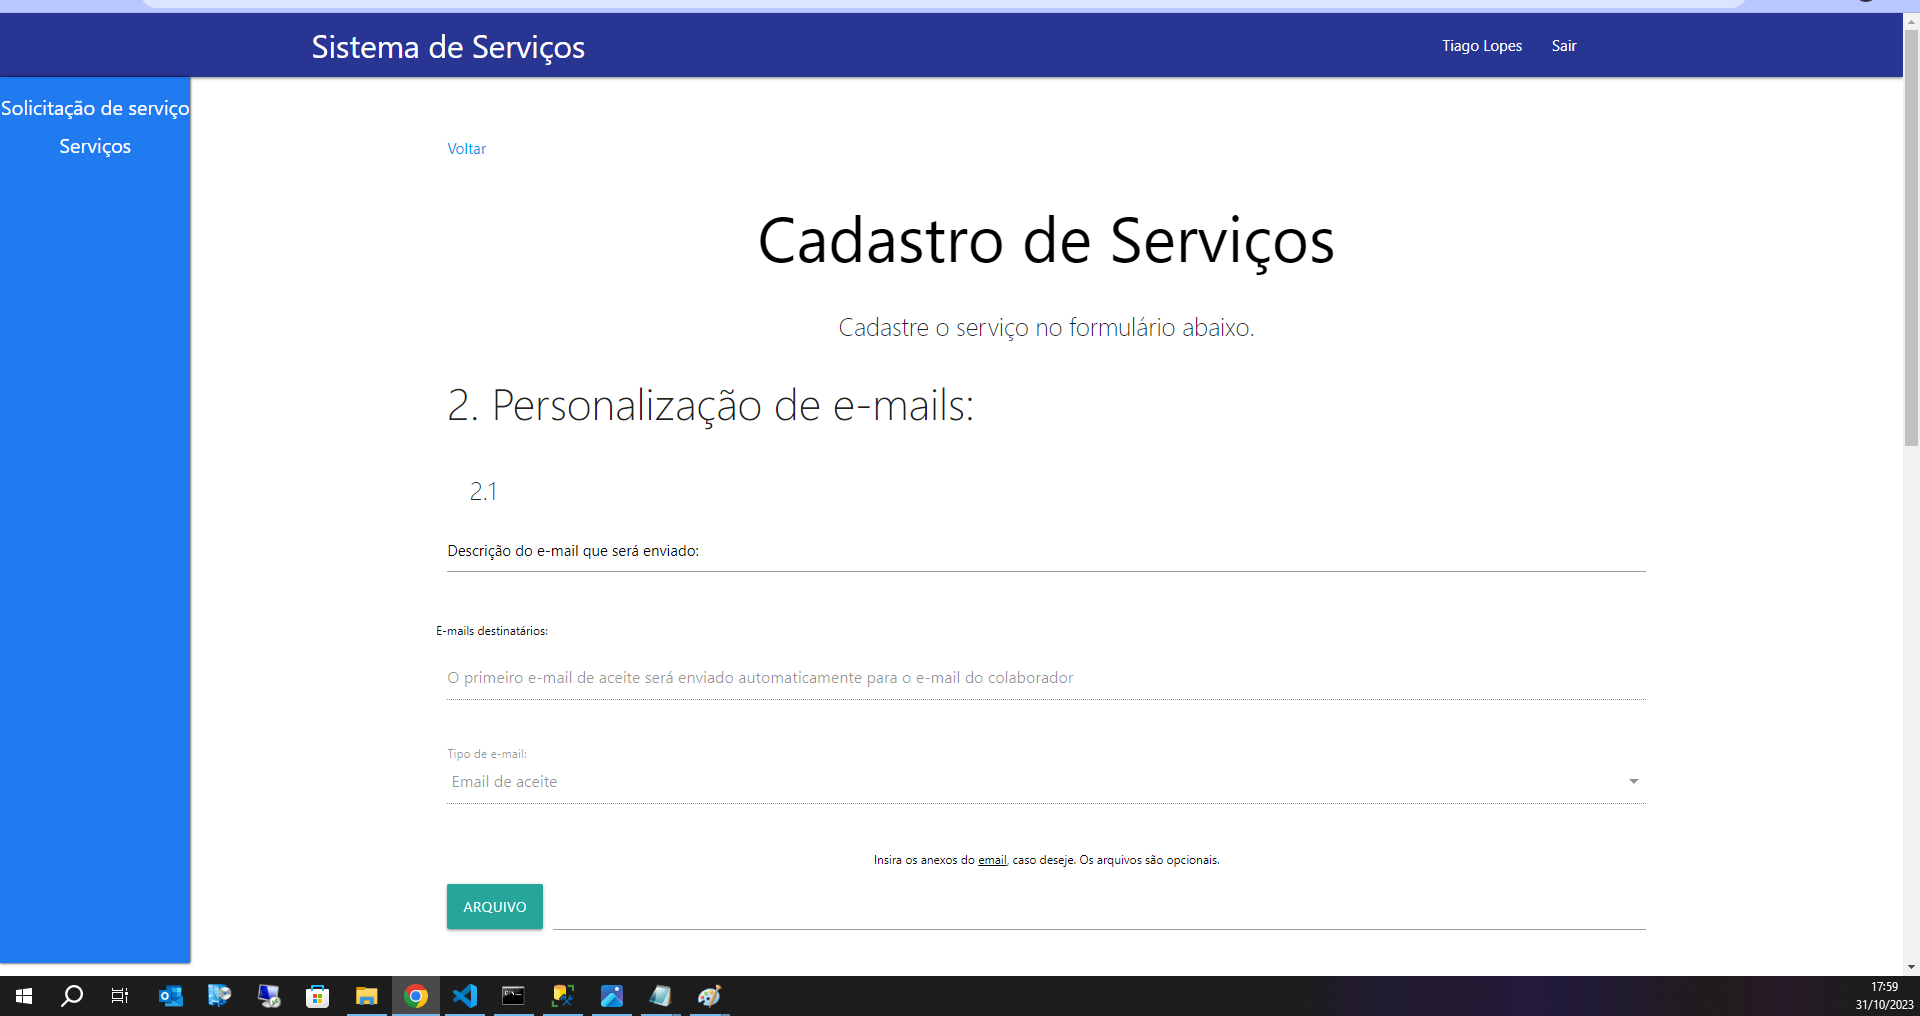 Sistema de Serviços
Tiago Lopes
Sair
Solicitação de serviço
Serviços
Voltar
Cadastro de Serviços
Cadastre o serviço no formulário abaixo.
2. Personalização de e-mails:
2.1
Descrição do e-mail que será enviado:
E-mails destinatários:
O primeiro e-mail de aceite será enviado automaticamente para o e-mail do colaborador
Tipo de e-mail:
Email de aceite
Insira os anexos do email, caso deseje. Os arquivos são opcionais.
ARQUIVO
17:59
31/10/2023